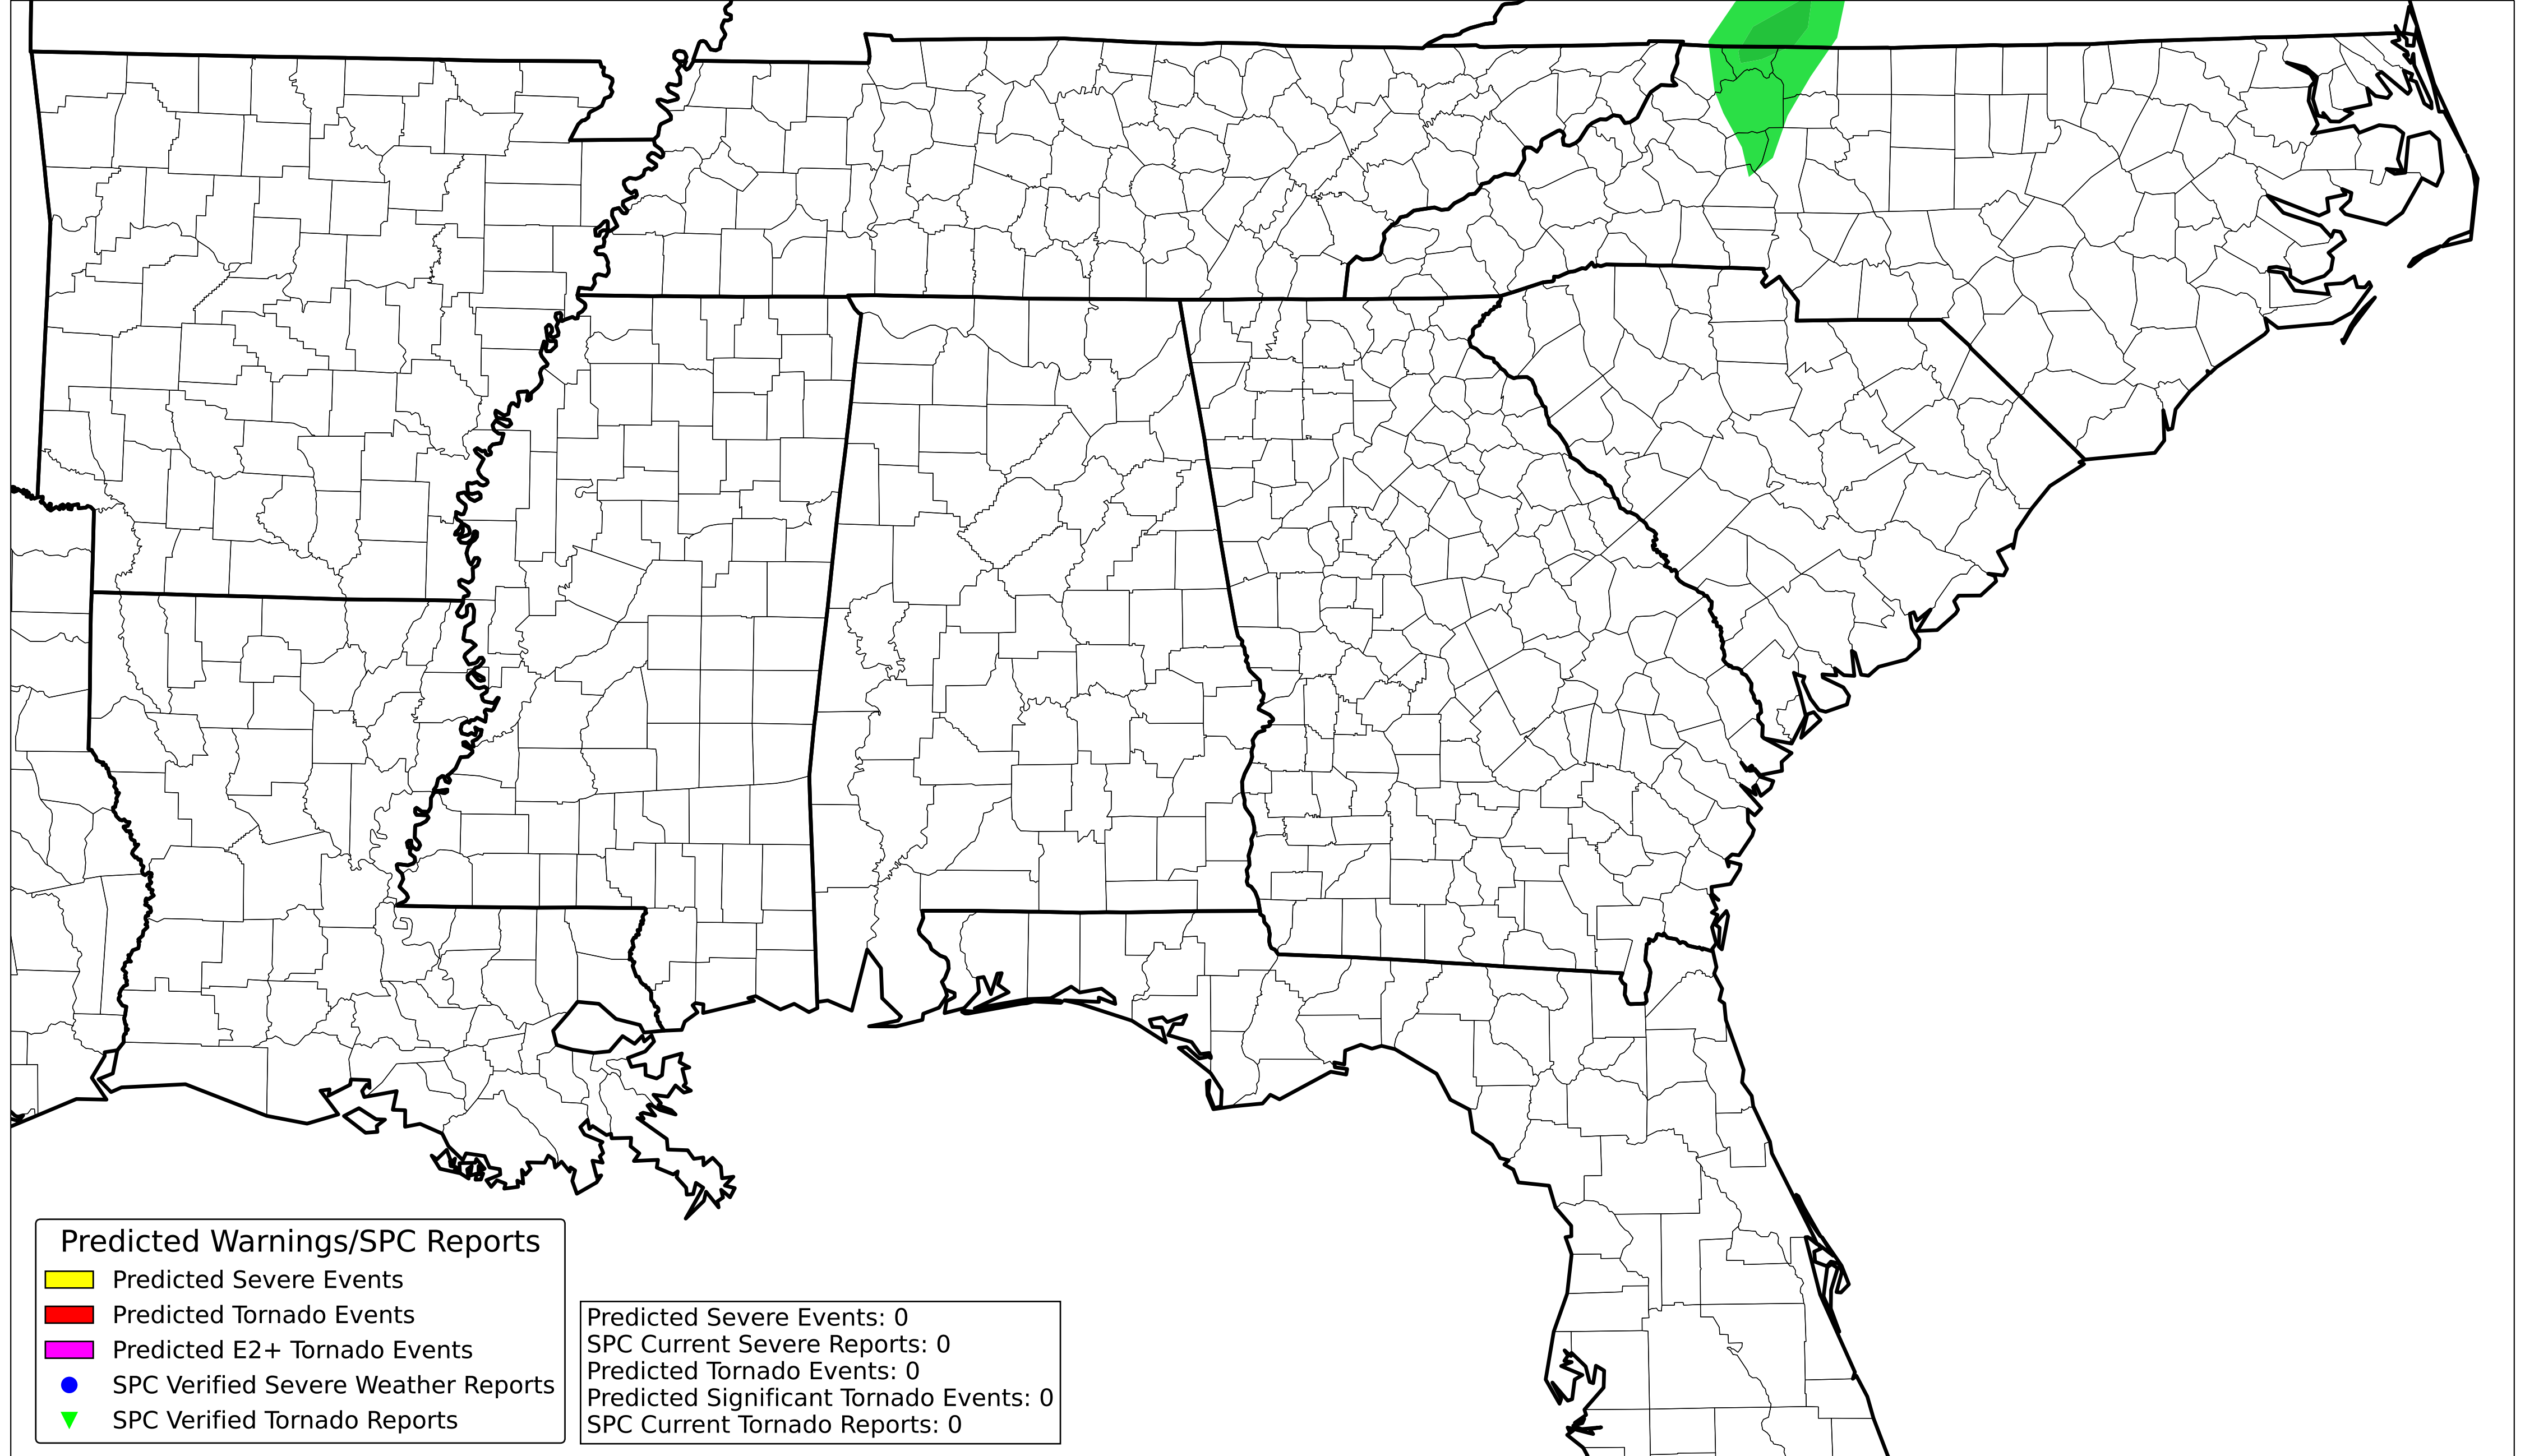 Predicted Warnings/SPC Reports
Predicted Severe Events
Predicted Tornado Events
Predicted E2+ Tornado Events
SPC Verified Severe Weather Reports
SPC Verified Tornado Reports
Predicted Severe Events: 0
SPC Current Severe Reports: 0
Predicted Tornado Events: 0
Predicted Significant Tornado Events: 0
SPC Current Tornado Reports: 0